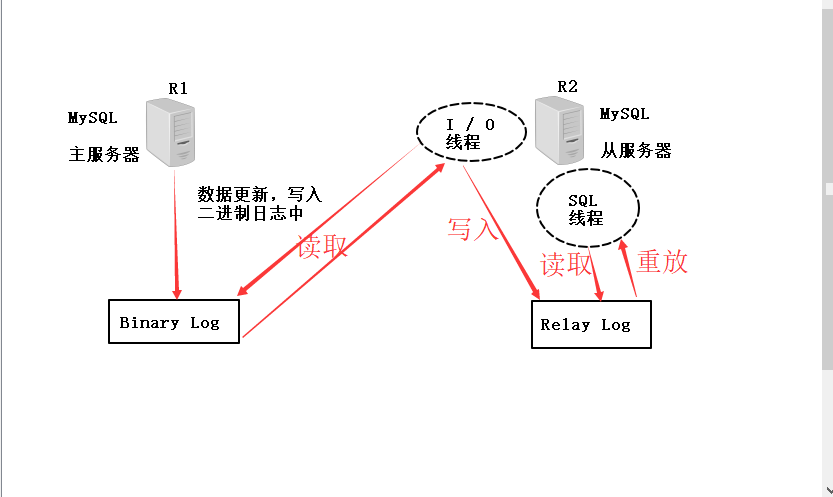 R1
MySQL
主服务器
R2
MySQL
从服务器
I / O
线程
数据更新，写入
二进制日志中
SQL
线程
读取
写入
读取
重放
Binary Log
Relay Log